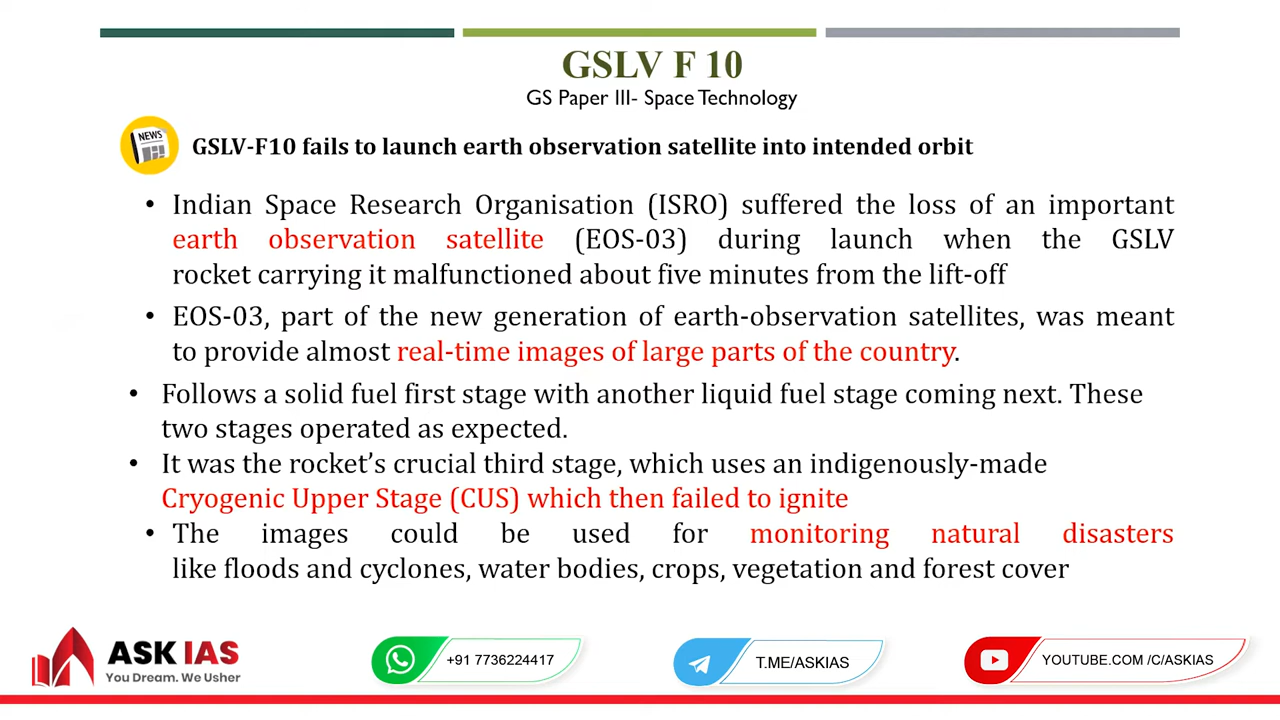 GSLV F 10
GS Paper III- Space Technology
NEWS
GSLV-F10 fails to launch earth observation satellite into intended orbit
• Indian Space Research Organisation (ISRO) suffered the loss of an important
earth observation satellite (EOS-03) during launch when the GSLV
rocket carrying it malfunctioned about five minutes from the lift-off
• EOS-03, part of the new generation of earth-observation satellites, was meant
to provide almost real-time images of large parts of the country.
• Follows a solid fuel first stage with another liquid fuel stage coming next. These
two stages operated as expected.
• It was the rocket’s crucial third stage, which uses an indigenously-made
Cryogenic Upper Stage (CUS) which then failed to ignite
• The images could be used for monitoring natural disasters
like floods and cyclones, water bodies, crops, vegetation and forest cover
ASK IAS
You Dream. We Usher
+91 7736224417
T.ME/ASKIAS
YOUTUBE.COM /C/ASKIAS